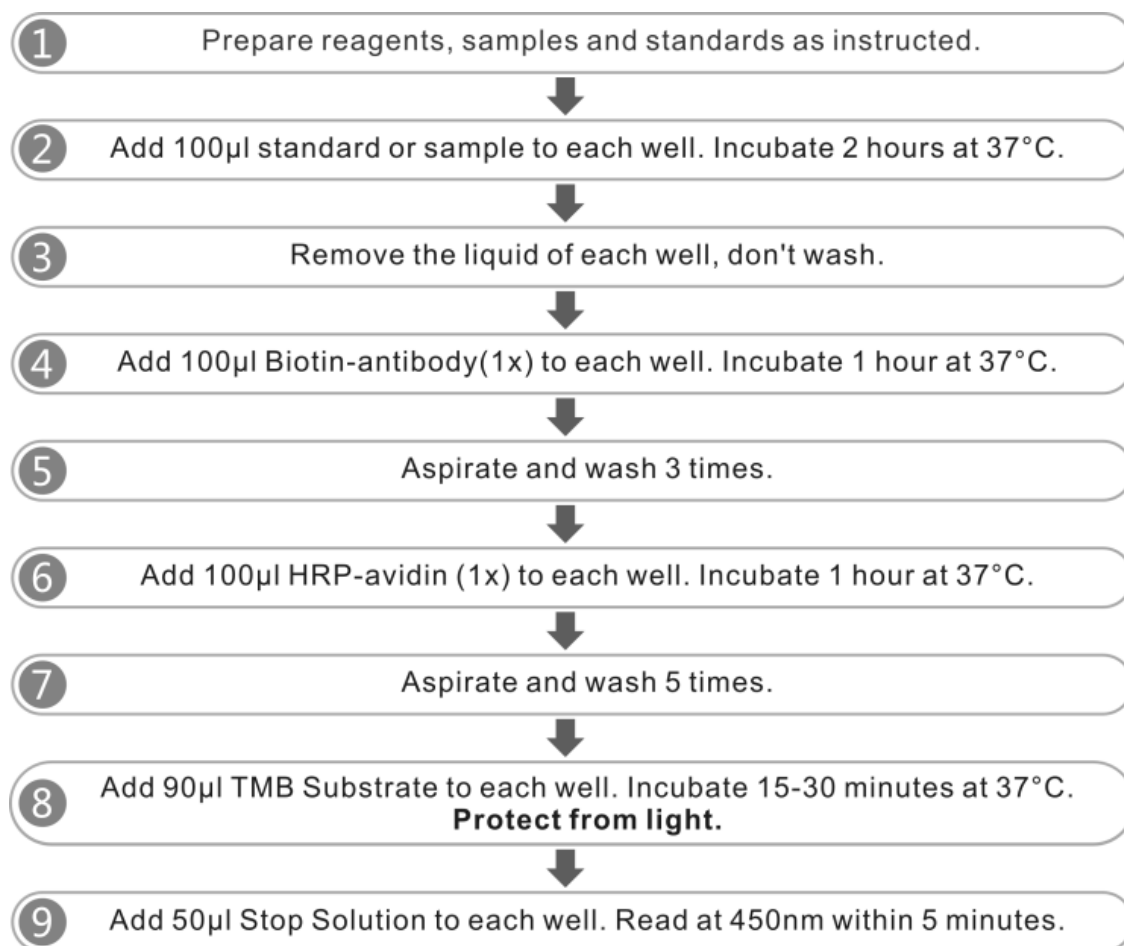 1 Prepare reagents, samples and standards as instructed.
2 Add 100µl standard or sample to each well. Incubate 2 hours at 37°C.
3 Remove the liquid of each well, don't wash.
4 Add 100µl Biotin-antibody(1x) to each well. Incubate 1 hour at 37°C.
5 Aspirate and wash 3 times.
6 Add 100µl HRP-avidin (1x) to each well. Incubate 1 hour at 37°C.
7 Aspirate and wash 5 times.
8 Add 90µl TMB Substrate to each well. Incubate 15-30 minutes at 37°C.
Protect from light.
9 Add 50µl Stop Solution to each well. Read at 450nm within 5 minutes.